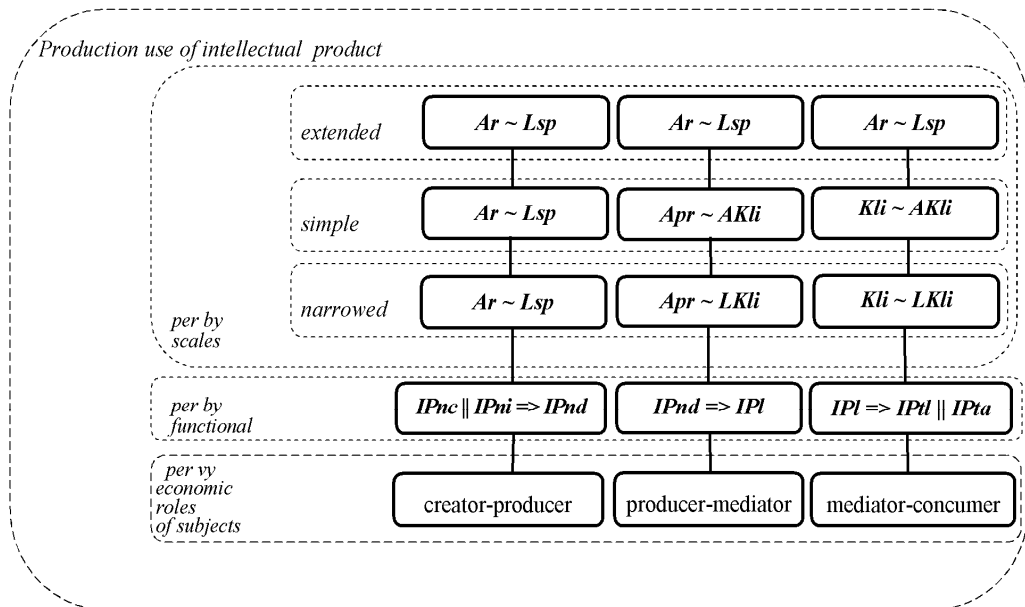 Production use of intellectual product
extended
Ar ~ Lsp
Ar ~ Lsp
Ar ~ Lsp
simple
Ar ~ Lsp
Apr ~ AKli
Kli ~ AKli
narrowed
Ar ~ Lsp
Apr ~ LKli
Kli ~ LKli
per by
scales
per by
functional
IPnc || IPni => IPnd
IPnd => IPl
IPl => IPtl || IPta
per vy
economic
roles
of subjects
creator-producer
producer-mediator
mediator-concumer